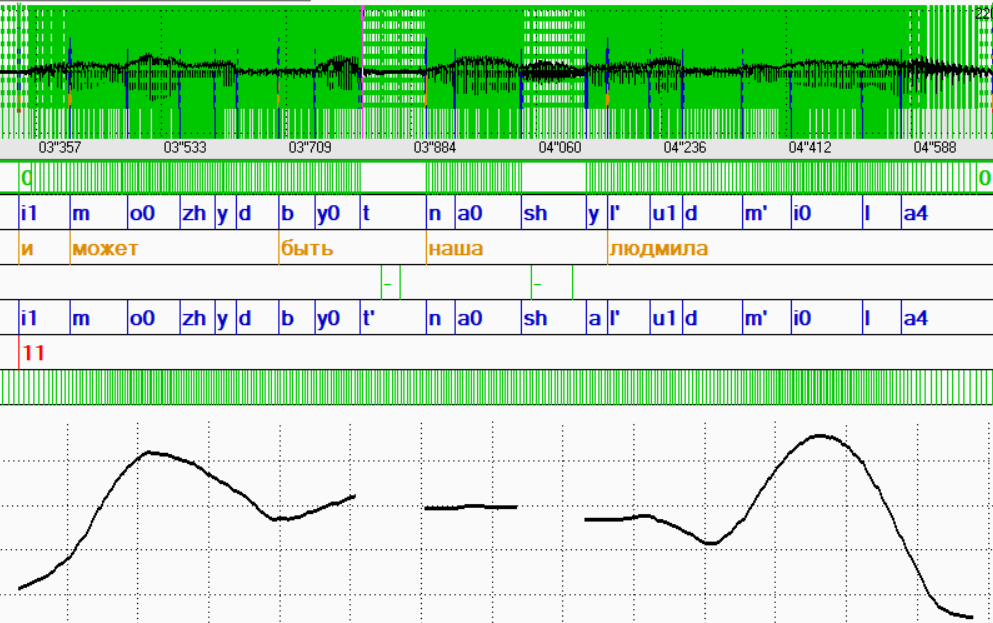 22
03"357 03"533 03"709 03"884 04"060 04"236 04"412 04"588
0 0
i1 m o0 zh y d b y0 t n a0 sh y l' u1 d m' i0 l a4
и может быть наша людмила
- -
i1 m o0 zh y d b y0 t' n a0 sh a l' u1 d m' i0 l a4
11